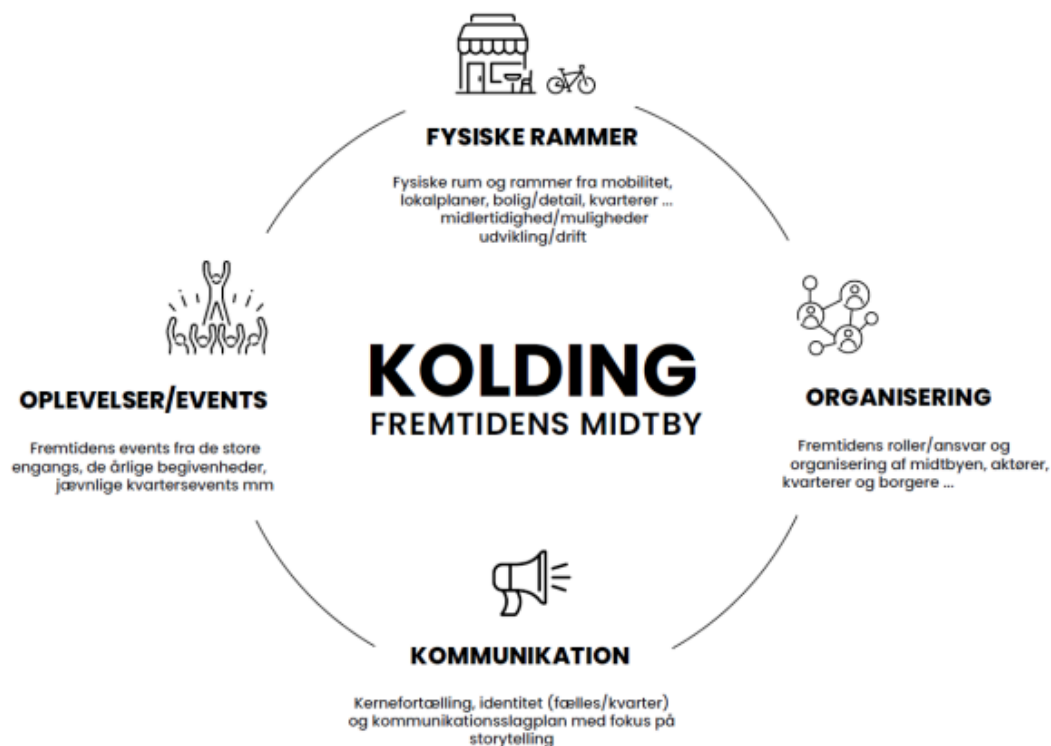 FYSISKE RAMMER
Fysiske rum og rammer fra mobilitet,
lokalplaner, bolig/detail, kvarterer ...
midlertidighed/muligheder
udvikling/drift
OPLEVELSER/EVENTS
Fremtidens events fra de store
engangs, de årlige begivenheder,
jævnlige kvartersevents mm
KOLDING
FREMTIDENS MIDTBY
ORGANISERING
Fremtidens roller/ansvar og
organisering af midtbyen, aktører,
kvarterer og borgere ...
KOMMUNIKATION
Kernefortælling, identitet (fælles/kvarter)
og kommunikationsslagplan med fokus på
storytelling